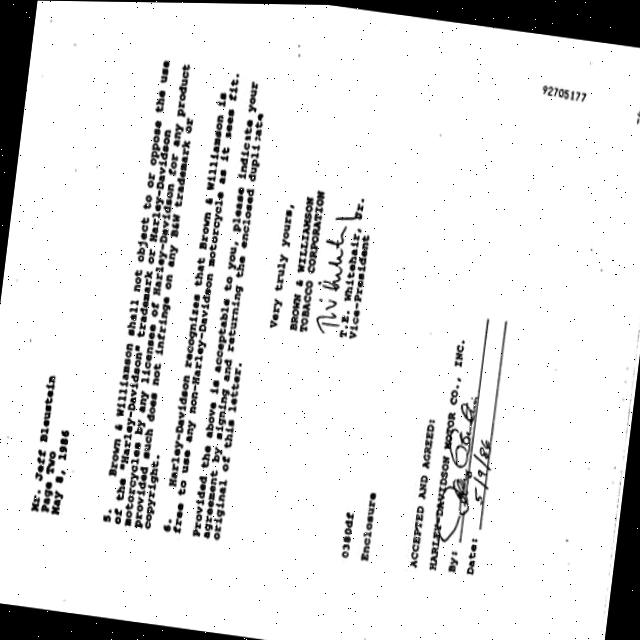 Mr. Jeff Bleustein
Page Two
May 8, 1986
5. Brown & Williamson shall not object to or oppose the use
of the "Harley-Davidson" trademark or Harley-Davidson
motorcycles by any licensee of Harley-Davidson for any product
provided such does not infringe on any B&W trademark or
copyright.
6. Harley-Davidson recognizes that Brown & Williamson is
free to use any non-Harley-Davidson motorcycle as it sees fit.
Provided the above is acceptable to you, please indicate your
agreement by signing and returning the enclosed duplicate
original of this letter.
Very truly yours,
BROWN & WILLIAMSON
TOBACCO CORPORATION
T.E. Whitehair, Jr.
Vice-President
0380df
Enclosure
ACCEPTED AND AGREED:
HARLEY-DAVIDSON MOTOR CO., INC.
By:
Date: 5/9/86
92705177